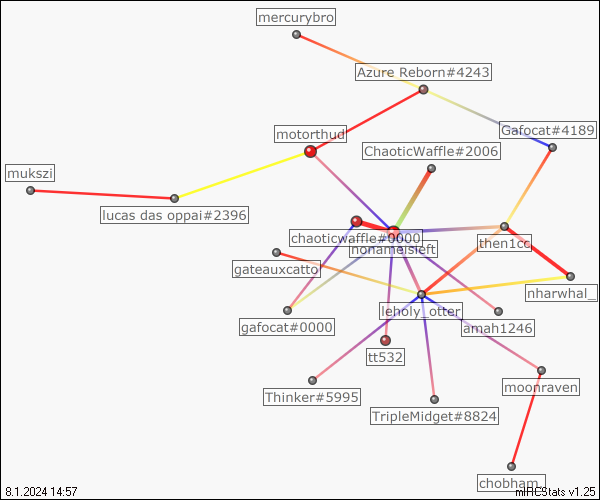 mercurybro
Azure Reborn#4243
Gafocat#4189
motorthud
ChaoticWaffle#2006
mukszi
lucas das oppai#2396
chaoticwaffle#0000
nonameisleft
then1cc
gateauxcatto
nharwhal_
leholy_otter
gafocat#0000
amah1246
tt532
moonraven
Thinker#5995
TripleMidget#8824
chobham_
8.1.2024 14:57
mIRCStats v1.25